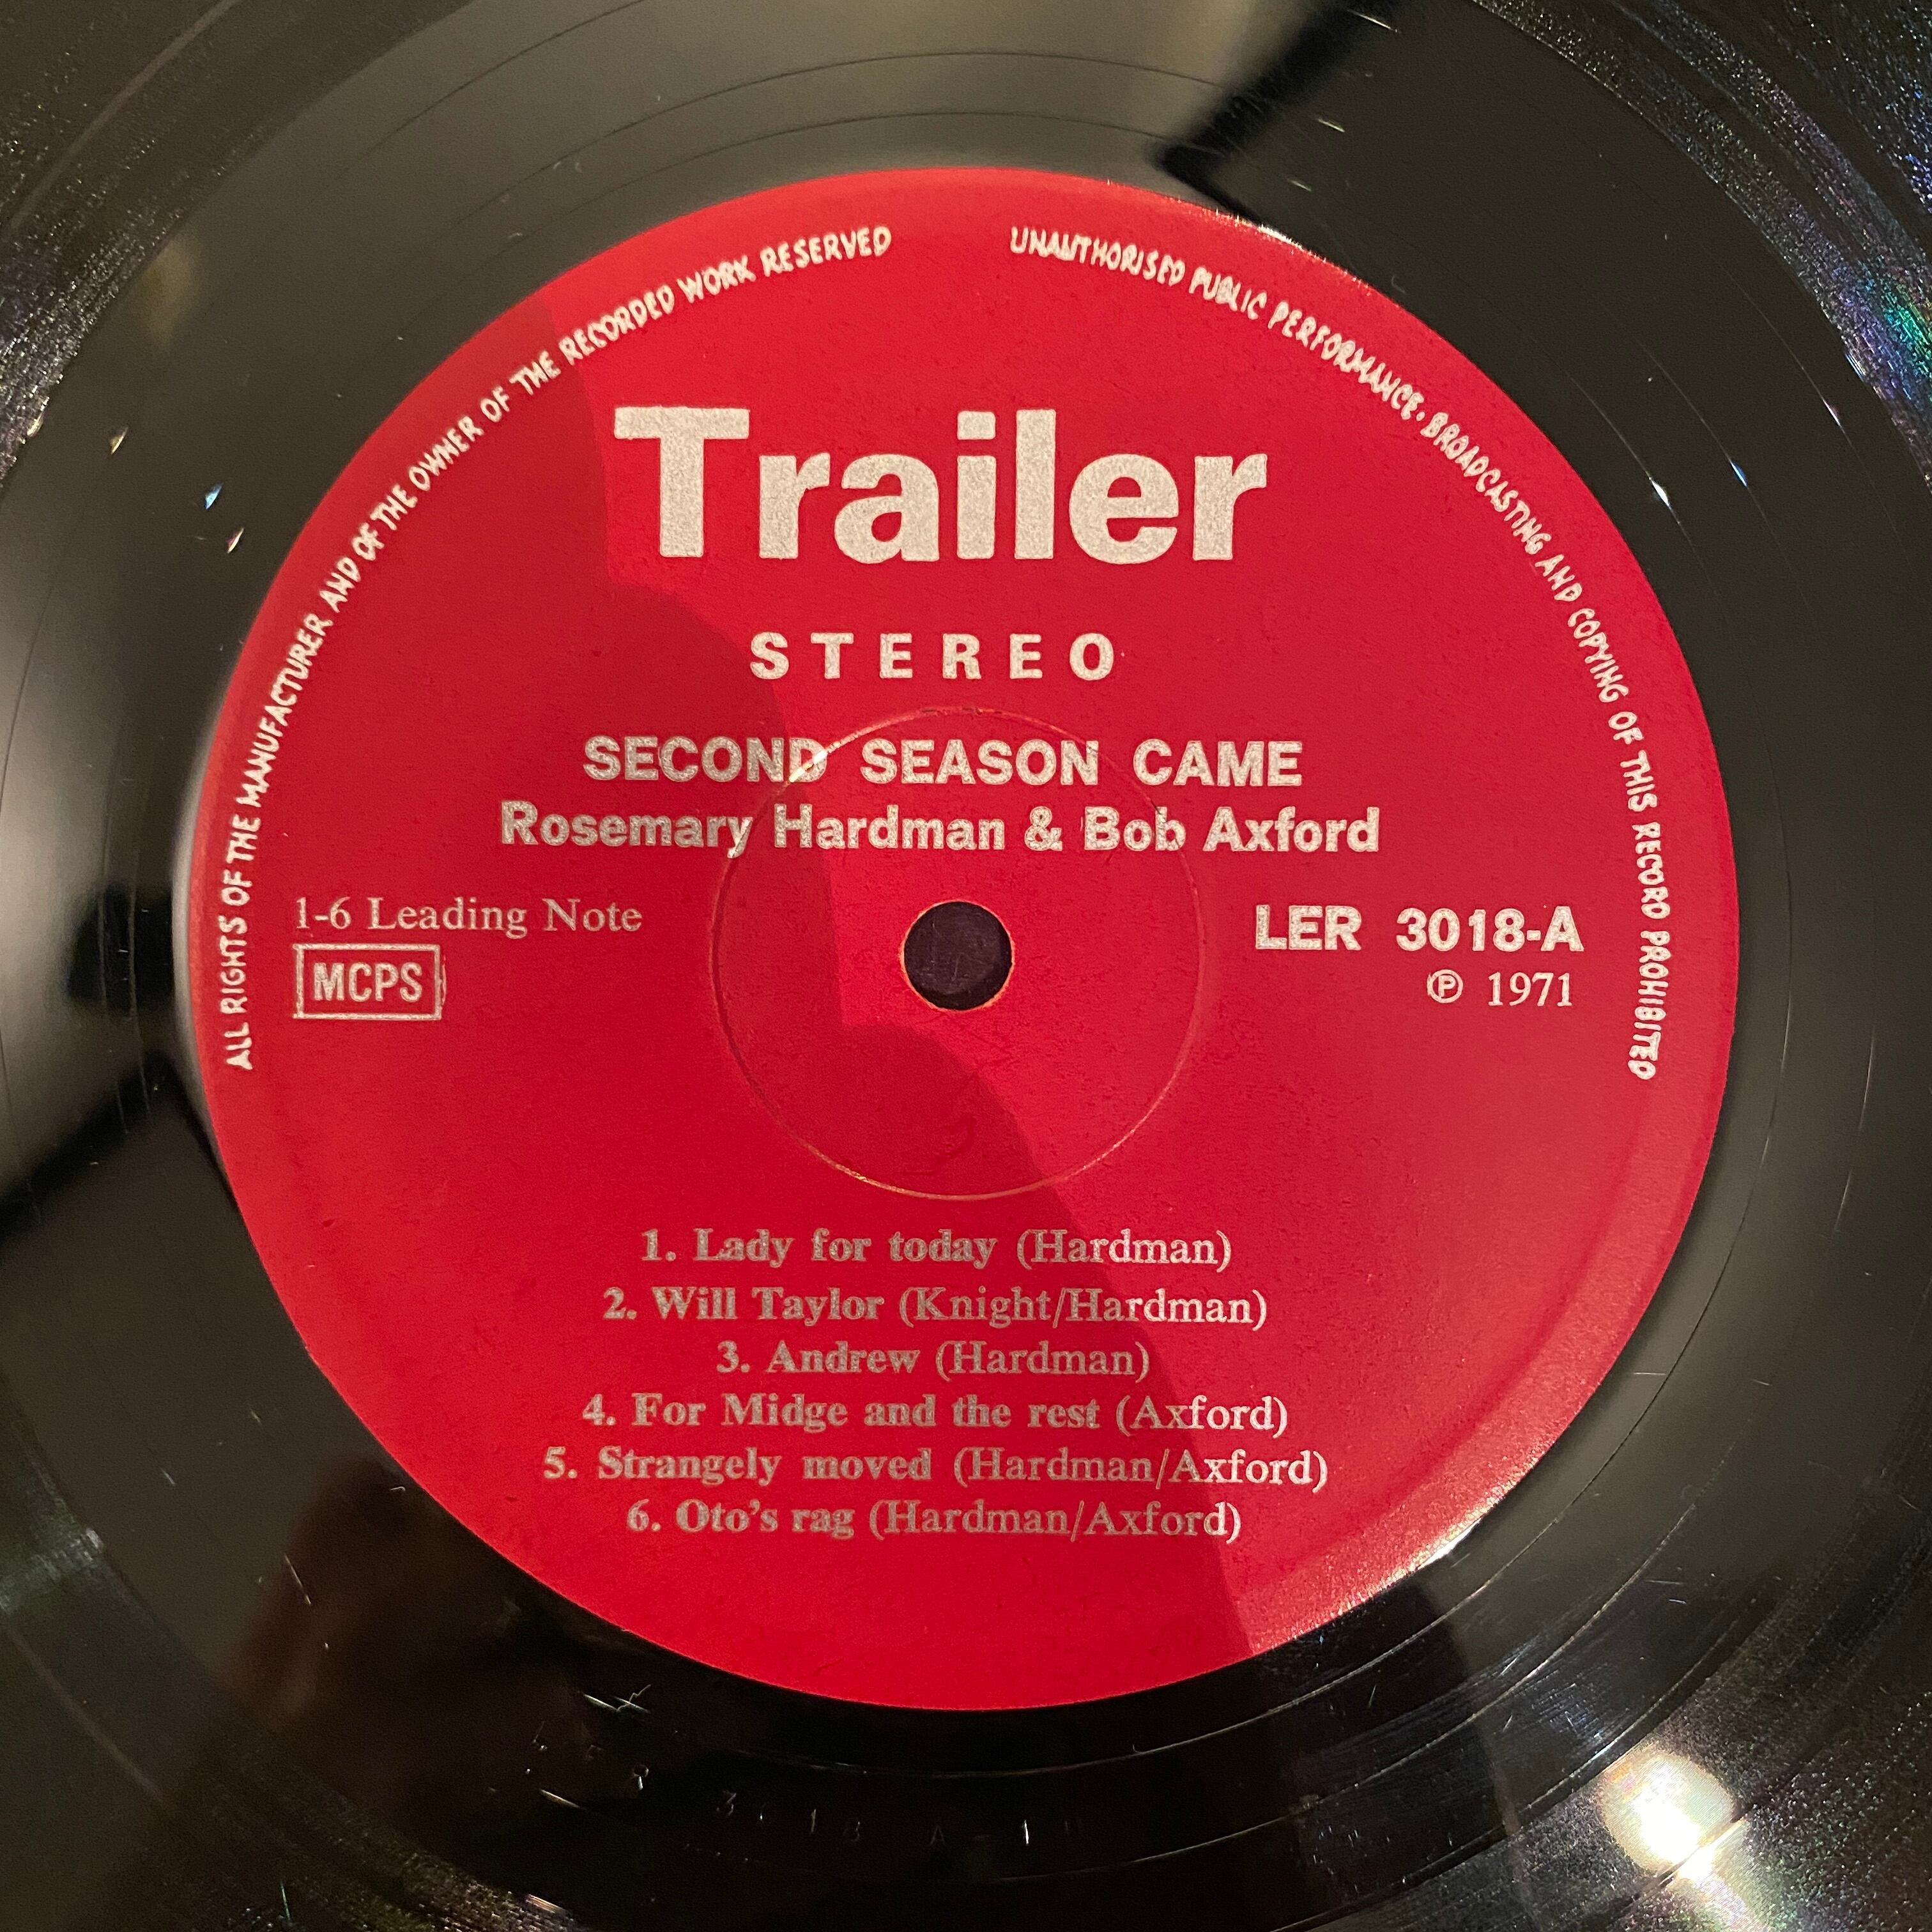 ALL RIGHTS OF THE MANUFACTURER AND OF THE OWNER OF THE RECORDED WORK RESERVED
UNAUTHORISED PUBLIC PERFORMANCE · BROADCASTING AND COPYING OF THIS RECORD PROHIBITED
Trailer
STEREO
SECOND SEASON CAME
Rosemary Hardman & Bob Axford
1-6 Leading Note
MCPS
LER 3018-A
℗ 1971
1. Lady for today (Hardman)
2. Will Taylor (Knight/Hardman)
3. Andrew (Hardman)
4. For Midge and the rest (Axford)
5. Strangely moved (Hardman/Axford)
6. Oto's rag (Hardman/Axford)
LER 3018 A-1U